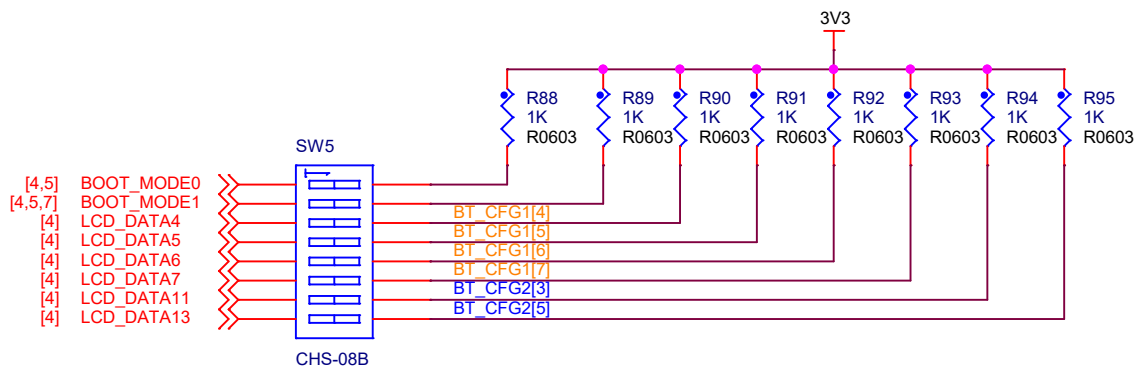 3V3
R88
1K
R0603
R89
1K
R0603
R90
1K
R0603
R91
1K
R0603
R92
1K
R0603
R93
1K
R0603
R94
1K
R0603
R95
1K
R0603
SW5
[4,5] BOOT_MODE0
[4,5,7] BOOT_MODE1
[4] LCD_DATA4 BT_CFG1[4]
[4] LCD_DATA5 BT_CFG1[5]
[4] LCD_DATA6 BT_CFG1[6]
[4] LCD_DATA7 BT_CFG1[7]
[4] LCD_DATA11 BT_CFG2[3]
[4] LCD_DATA13 BT_CFG2[5]
CHS-08B